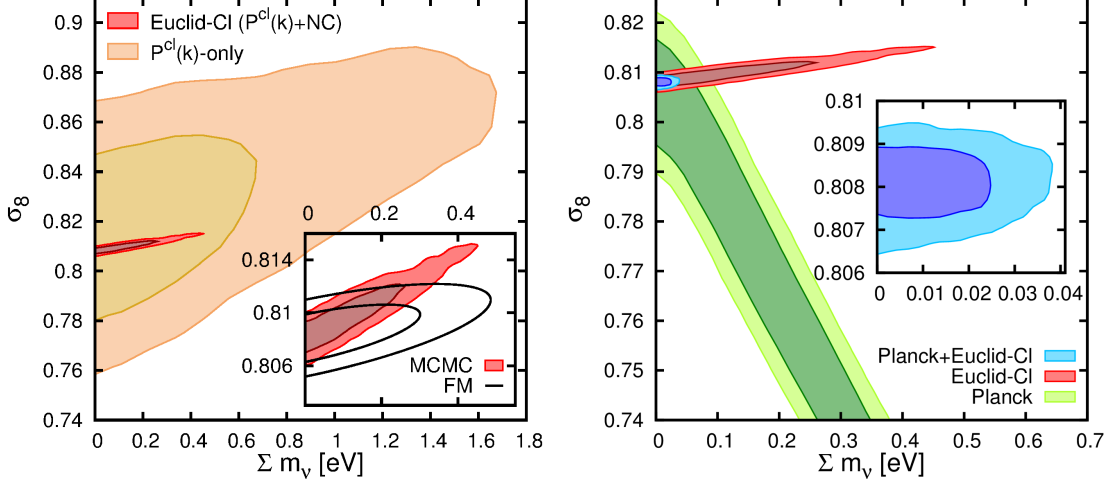 0.9
0.88
0.86
0.84
0.82
0.8
0.78
0.76
0.74
σ8
Euclid-Cl (P^cl(k)+NC)
P^cl(k)-only
0 0.2 0.4
0.814
0.81
0.806
MCMC
FM
0 0.2 0.4 0.6 0.8 1 1.2 1.4 1.6 1.8
Σ mν [eV]
0.82
0.81
0.8
0.79
0.78
0.77
0.76
0.75
0.74
σ8
0.81
0.809
0.808
0.807
0.806
0 0.01 0.02 0.03 0.04
Planck+Euclid-Cl
Euclid-Cl
Planck
0 0.1 0.2 0.3 0.4 0.5 0.6 0.7
Σ mν [eV]